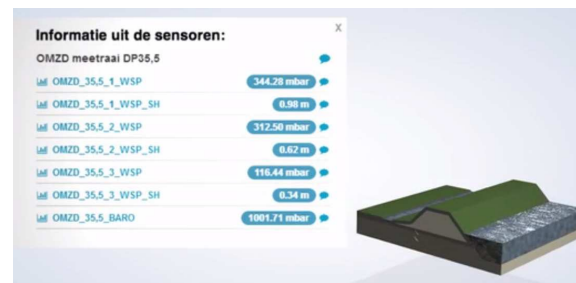 Informatie uit de sensoren:
X
OMZD meetraai DP35,5
OMZD_35,5_1_WSP 344.28 mbar
OMZD_35,5_1_WSP_SH 0.98 m
OMZD_35,5_2_WSP 312.50 mbar
OMZD_35,5_2_WSP_SH 0.62 m
OMZD_35,5_3_WSP 116.44 mbar
OMZD_35,5_3_WSP_SH 0.34 m
OMZD_35,5_BARO 1001.71 mbar